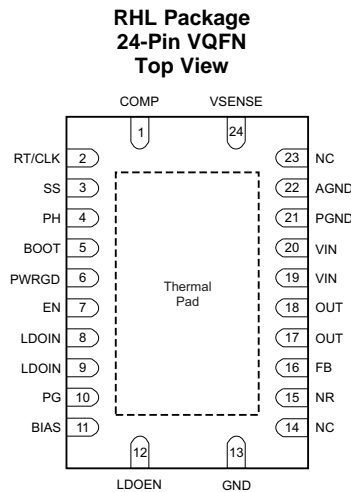 RHL Package
24-Pin VQFN
Top View
COMP VSENSE
1 24
RT/CLK 2 23 NC
SS 3 22 AGND
PH 4 21 PGND
BOOT 5 20 VIN
PWRGD 6 19 VIN
EN 7 18 OUT
LDOIN 8 17 OUT
LDOIN 9 16 FB
PG 10 15 NR
BIAS 11 14 NC
Thermal
Pad
12 13
LDOEN GND